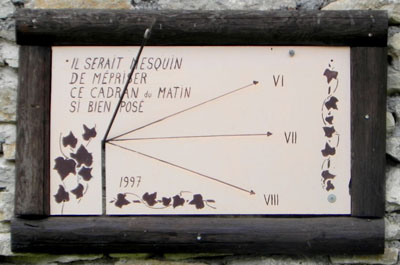 IL SERAIT MESQUIN
DE MÉPRISER
CE CADRAN du MATIN
SI BIEN POSÉ
VI
VII
VIII
1997